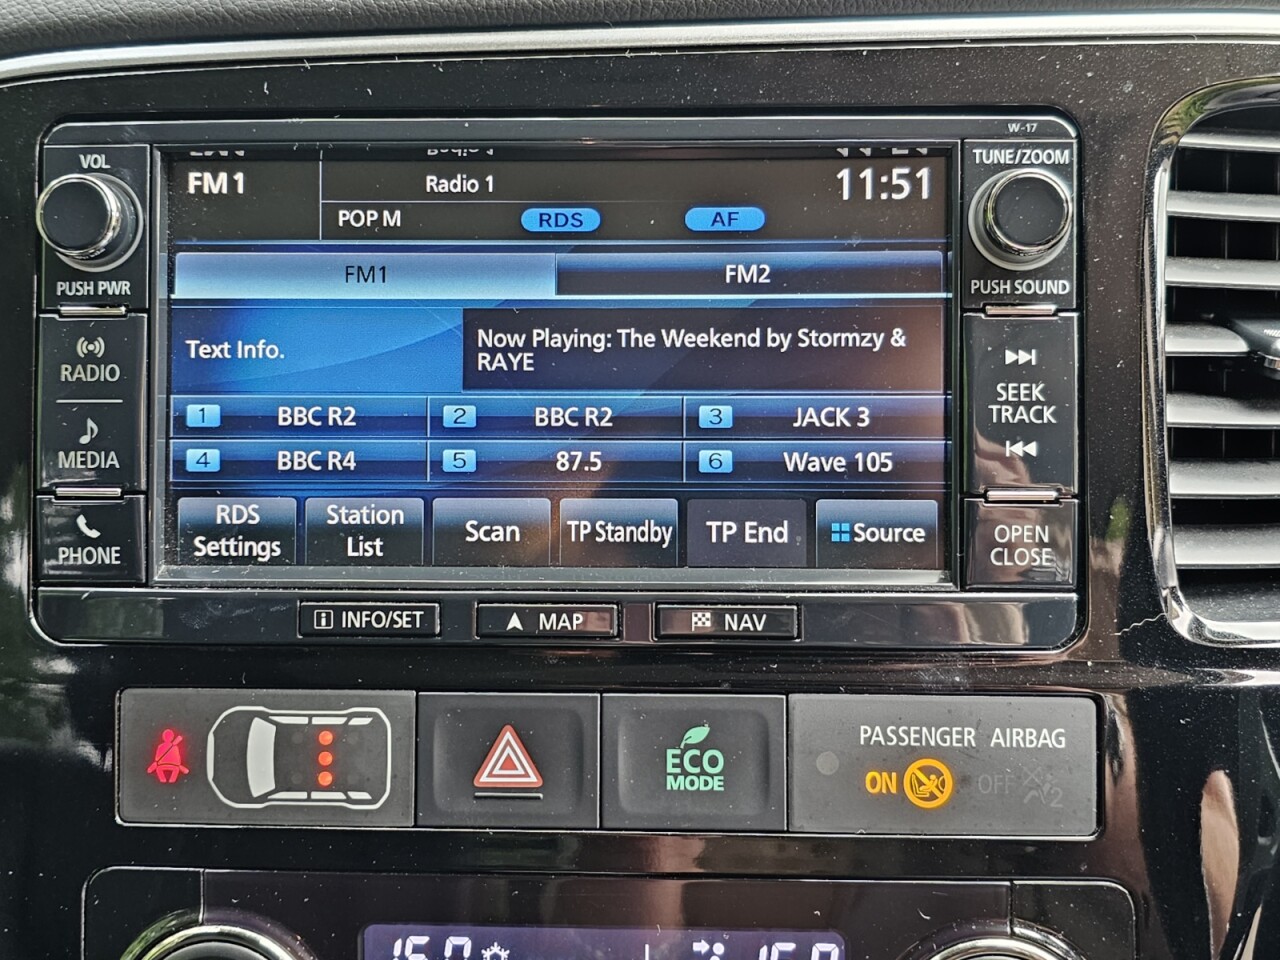 W-17
VOL
TUNE/ZOOM
FM1
Radio 1
11:51
POP M
RDS
AF
PUSH PWR
PUSH SOUND
FM1
FM2
RADIO
MEDIA
PHONE
Text Info.
Now Playing: The Weekend by Stormzy &
RAYE
1 BBC R2
2 BBC R2
3 JACK 3
4 BBC R4
5 87.5
6 Wave 105
RDS
Settings
Station
List
Scan
TP Standby
TP End
Source
SEEK
TRACK
OPEN
CLOSE
INFO/SET
MAP
NAV
ECO
MODE
PASSENGER AIRBAG
ON
OFF
2